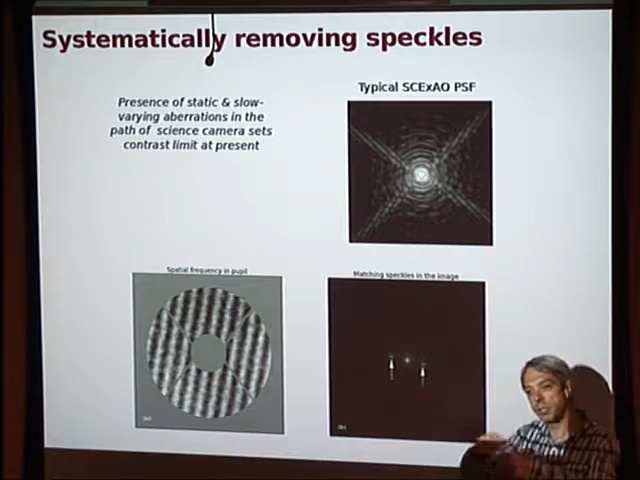 Systematically removing speckles
Typical SCExAO PSF
Presence of static & slow-
varying aberrations in the
path of science camera sets
contrast limit at present
Spatial frequency in pupil
Matching speckles in the image